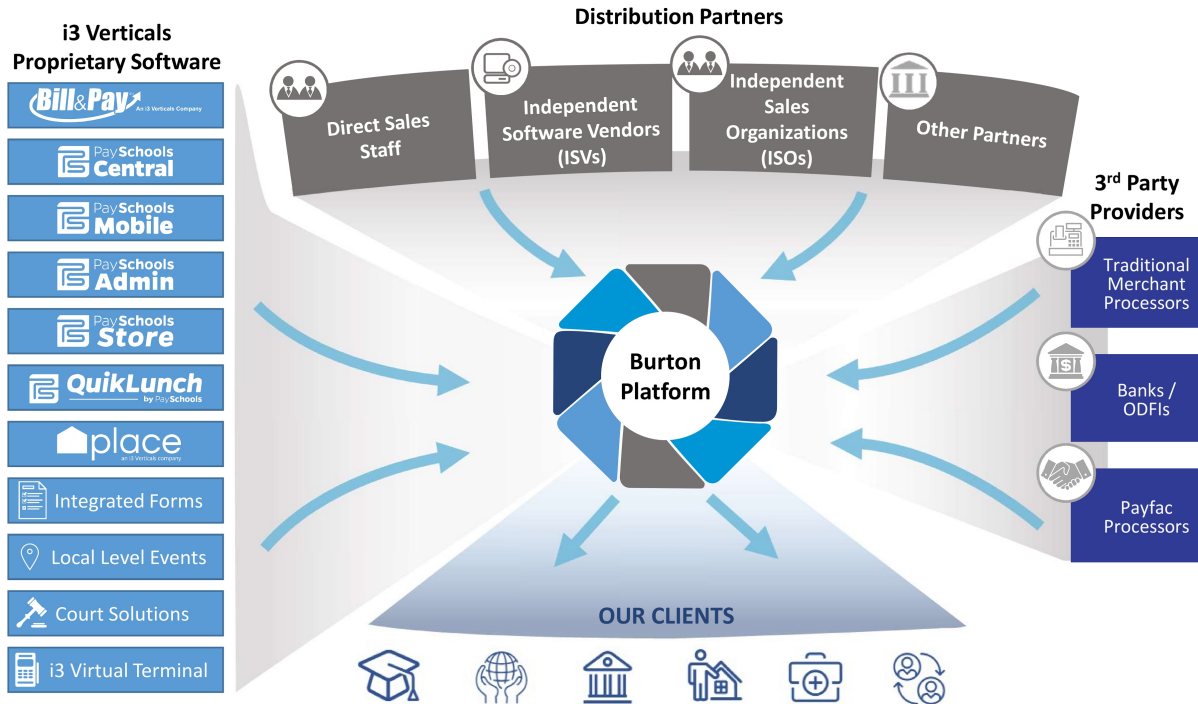 i3 Verticals
Proprietary Software
Bill&Pay
An i3 Verticals Company
PaySchools
Central
PaySchools
Mobile
PaySchools
Admin
PaySchools
Store
QuikLunch
by PaySchools
place
an i3 Verticals company
Integrated Forms
Local Level Events
Court Solutions
i3 Virtual Terminal
Distribution Partners
Direct Sales
Staff
Independent
Software Vendors
(ISVs)
Independent
Sales
Organizations
(ISOs)
Other Partners
3rd Party
Providers
Traditional
Merchant
Processors
$
Banks /
ODFIs
Payfac
Processors
Burton
Platform
OUR CLIENTS